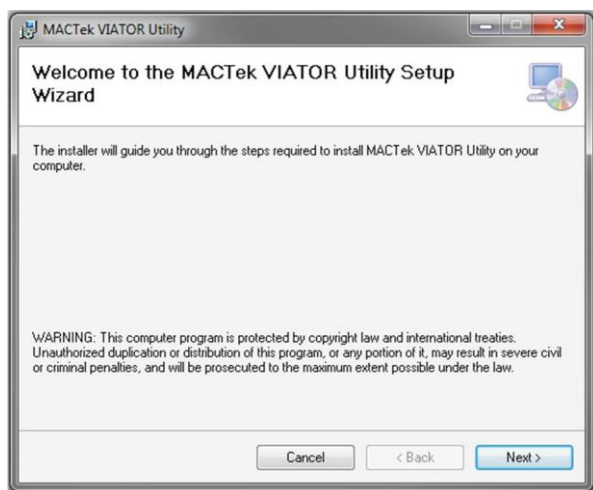 MACTek VIATOR Utility
Welcome to the MACTek VIATOR Utility Setup
Wizard
The installer will guide you through the steps required to install MACTek VIATOR Utility on your
computer.
WARNING: This computer program is protected by copyright law and international treaties.
Unauthorized duplication or distribution of this program, or any portion of it, may result in severe civil
or criminal penalties, and will be prosecuted to the maximum extent possible under the law.
Cancel < Back Next >